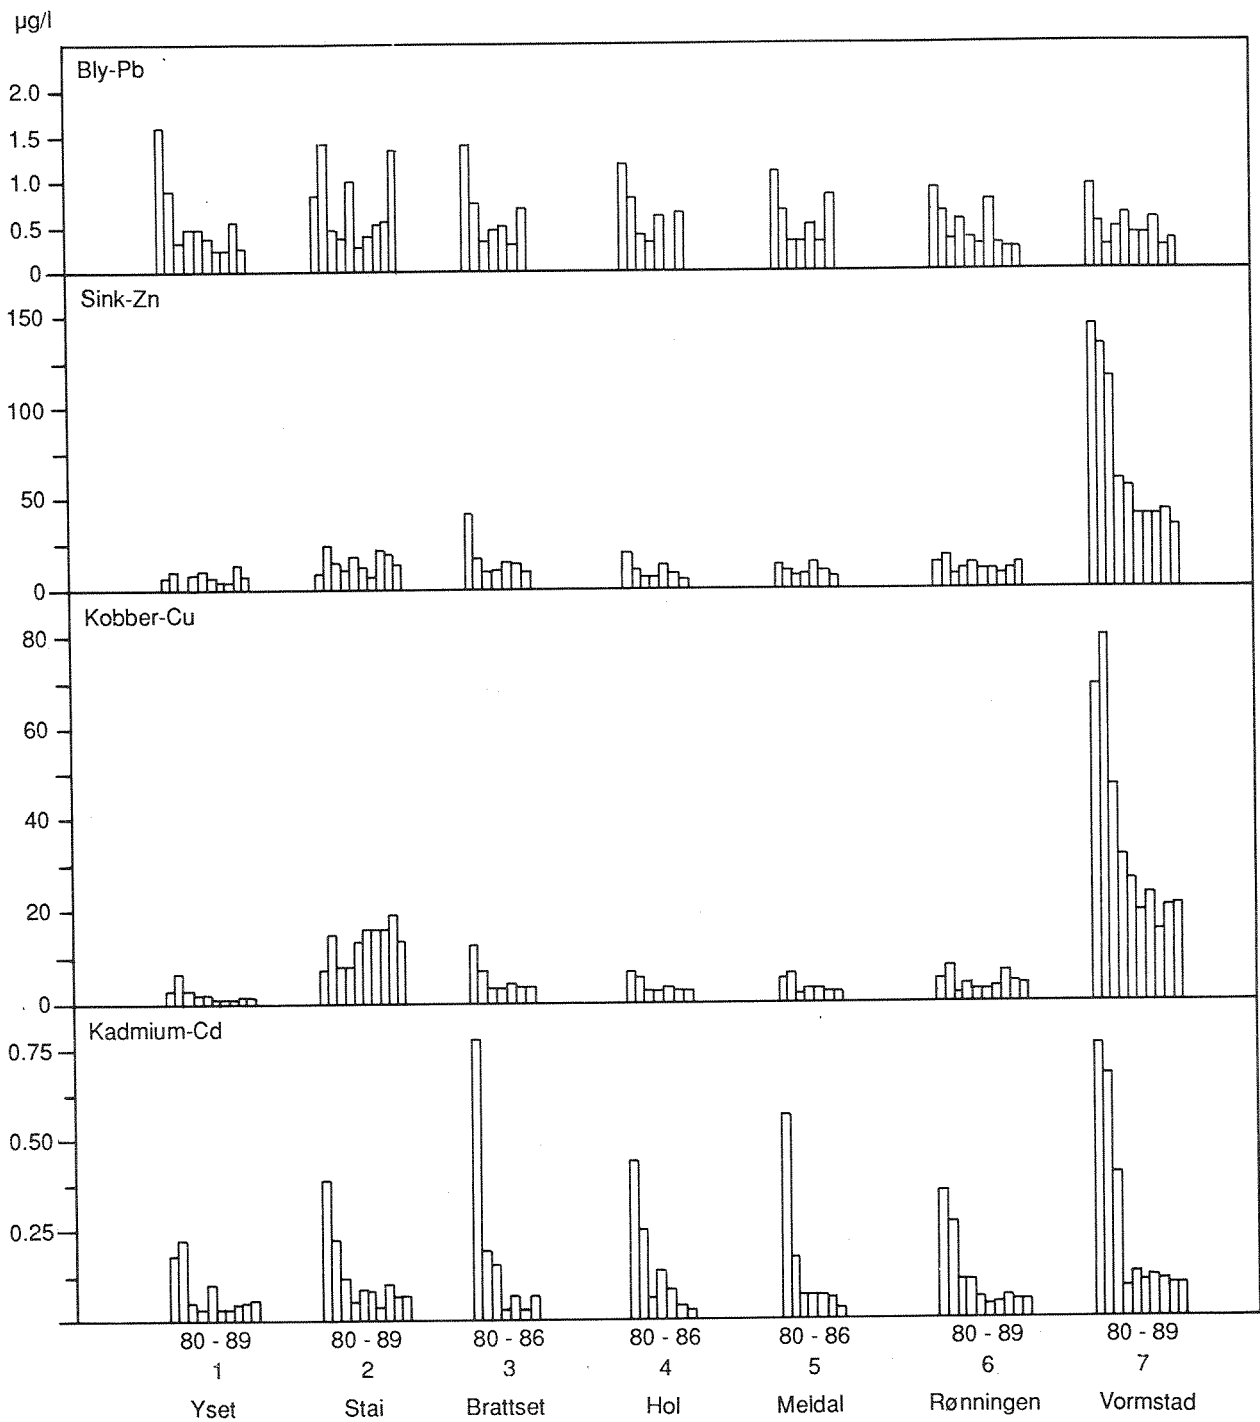 µg/l
Bly-Pb
2.0
1.5
1.0
0.5
0
Sink-Zn
150
100
50
0
Kobber-Cu
80
60
40
20
0
Kadmium-Cd
0.75
0.50
0.25
80 - 89 80 - 89 80 - 86 80 - 86 80 - 86 80 - 89 80 - 89
1 2 3 4 5 6 7
Yset Stai Brattset Hol Meldal Rønningen Vormstad